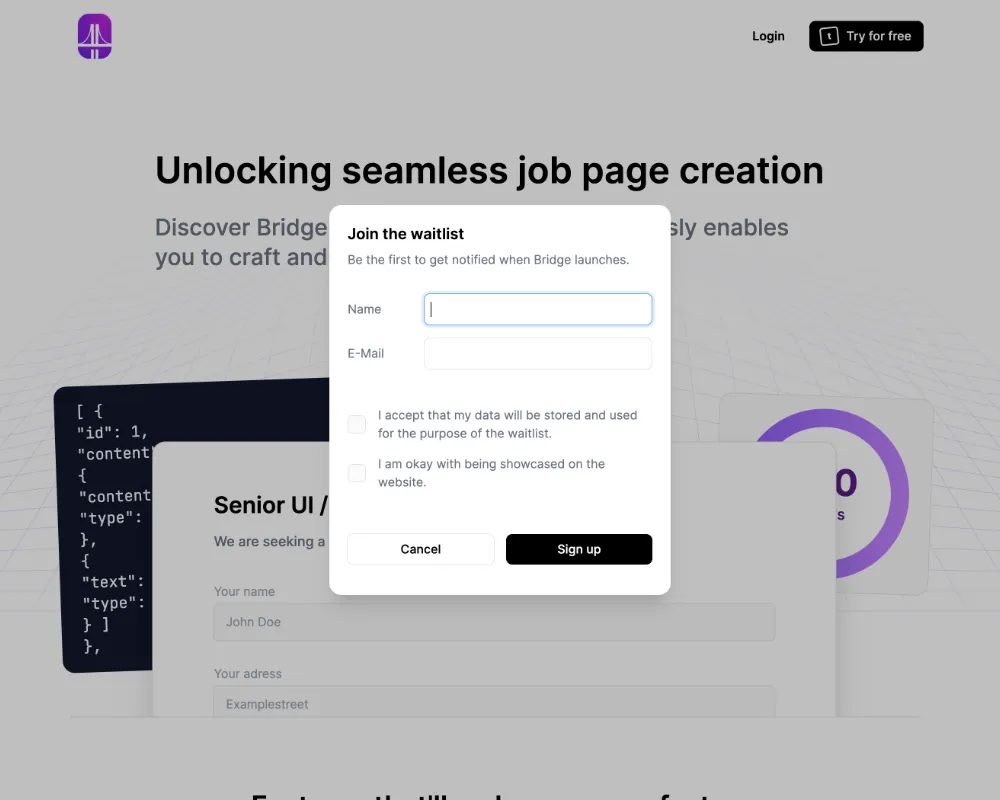 Login
t
Try for free
Unlocking seamless job page creation
Discover Bridge
sly enables
you to craft and
Join the waitlist
Be the first to get notified when Bridge launches.
Name
E-Mail
I accept that my data will be stored and used
for the purpose of the waitlist.
I am okay with being showcased on the
website.
Cancel
Sign up
[ {
"id": 1,
"content"
{
"content
"type":
},
{
"text":
"type":
} ]
},
Senior UI /
We are seeking a
Your name
John Doe
Your adress
Examplestreet
0
s